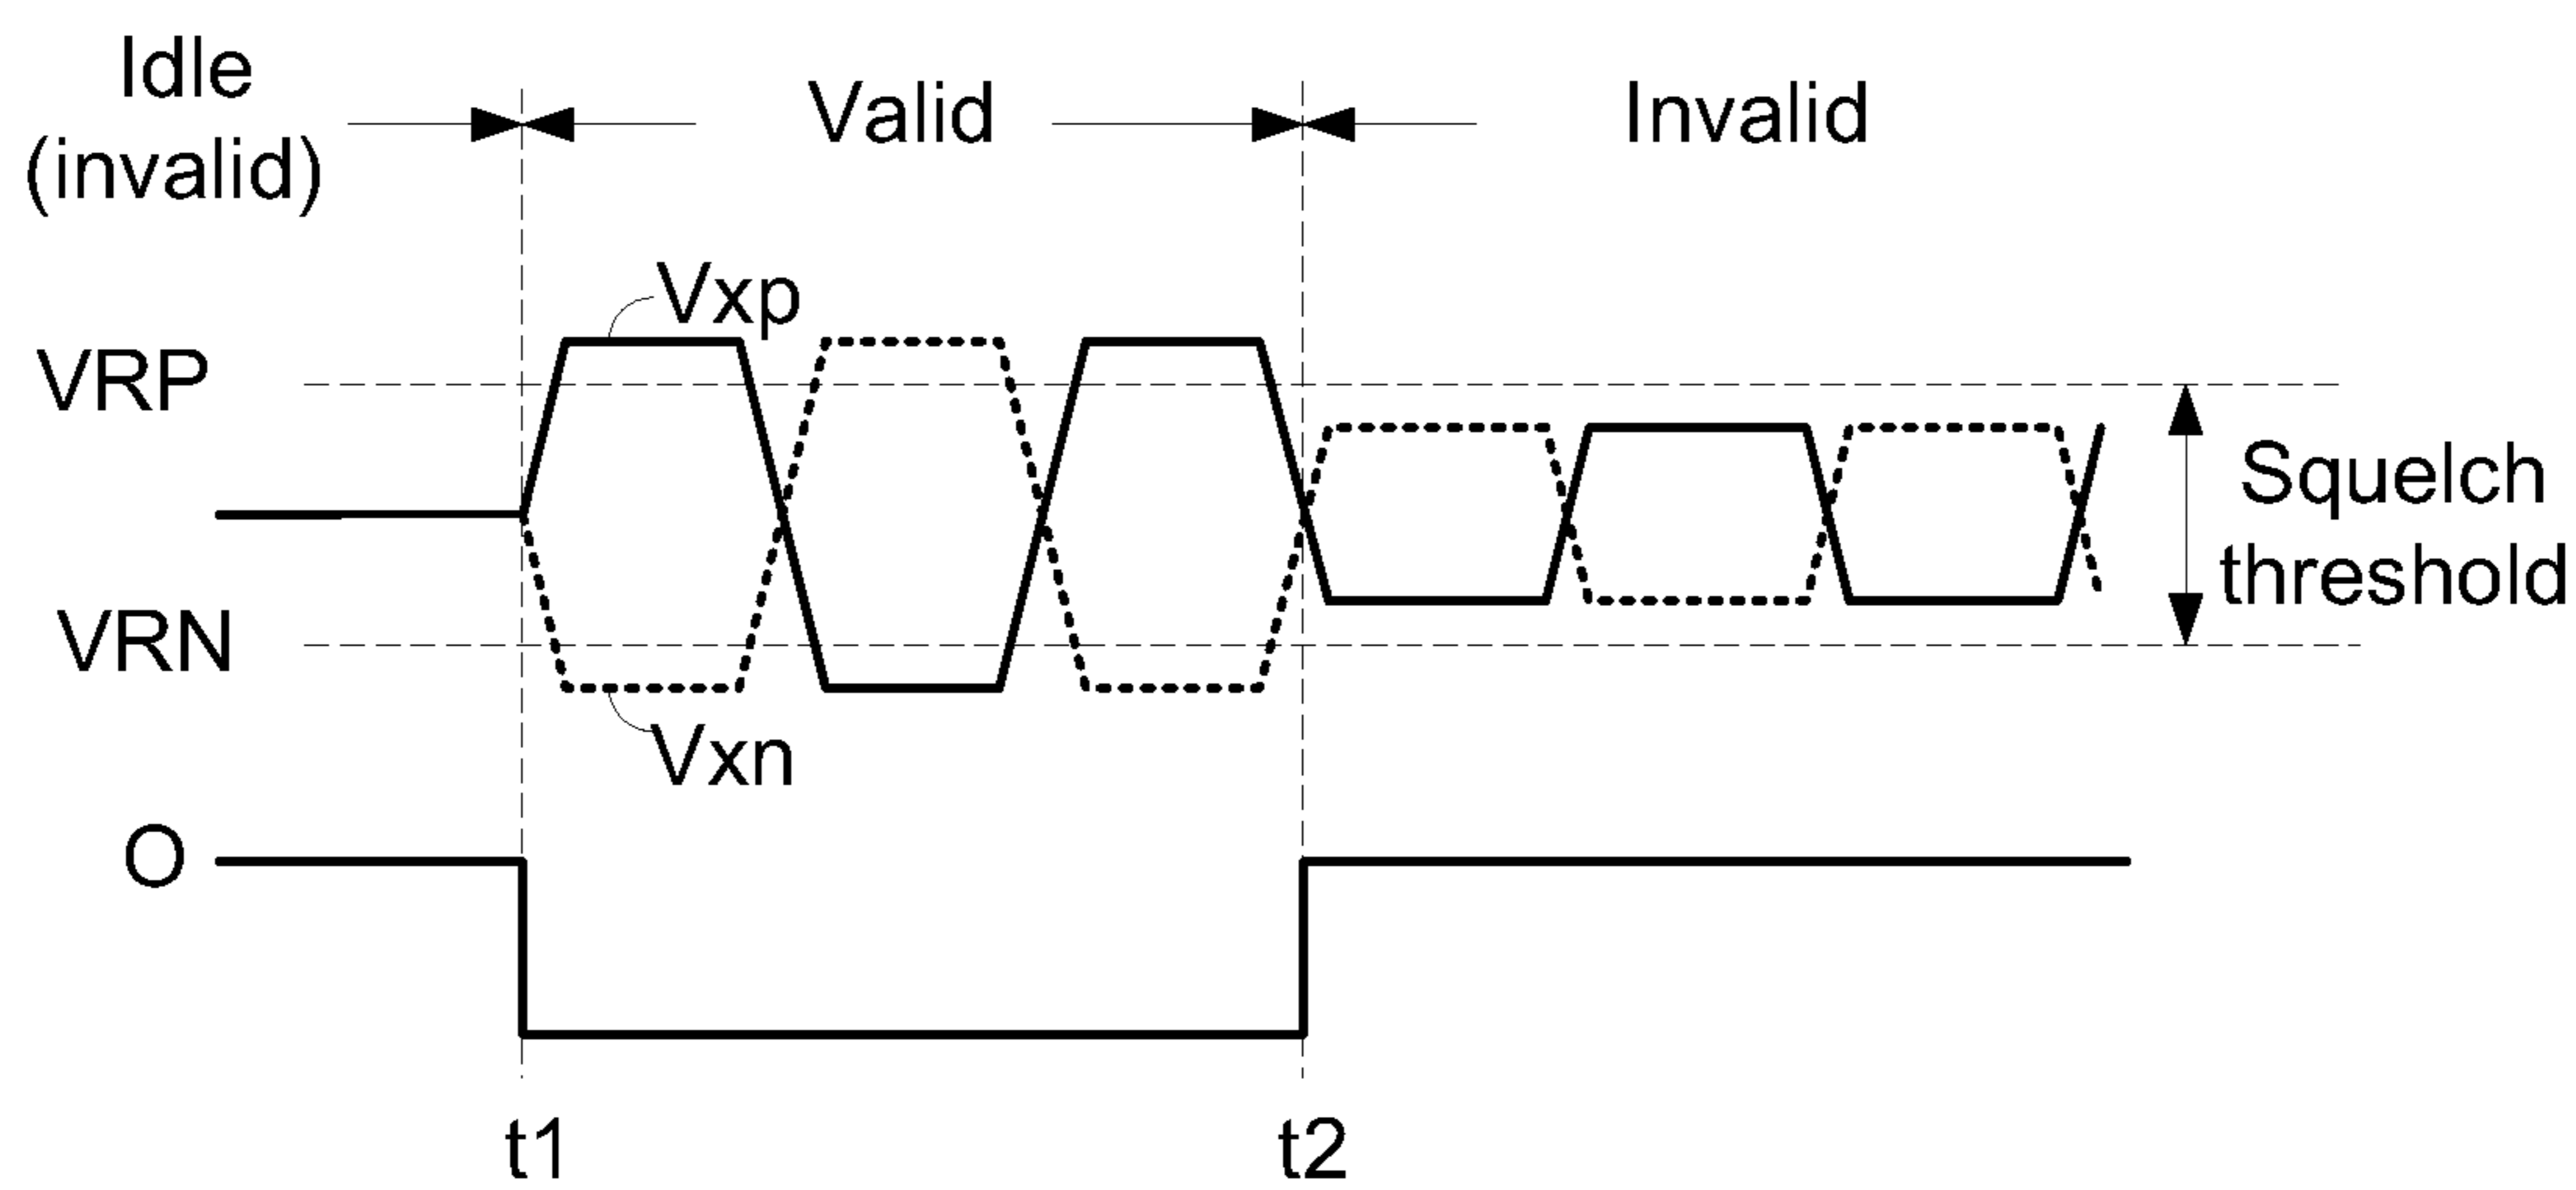 Idle
(invalid)
Valid
Invalid
Vxp
VRP
Squelch
threshold
VRN
Vxn
O
t1
t2